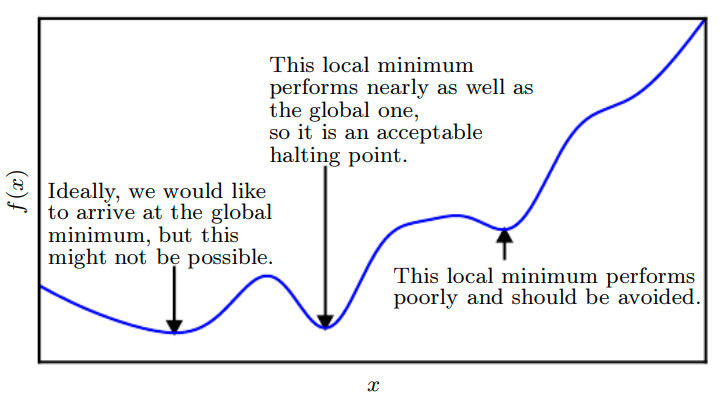 This local minimum
performs nearly as well as
the global one,
so it is an acceptable
halting point.
Ideally, we would like
to arrive at the global
minimum, but this
might not be possible.
This local minimum performs
poorly and should be avoided.
f(x)
x